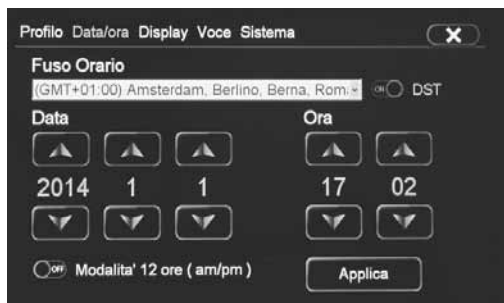 Profilo Data/ora Display Voce Sistema
Fuso Orario
(GMT+01:00) Amsterdam, Berlino, Berna, Rom
ON DST
Data Ora
2014 1 1 17 02
OFF Modalita' 12 ore ( am/pm ) Applica